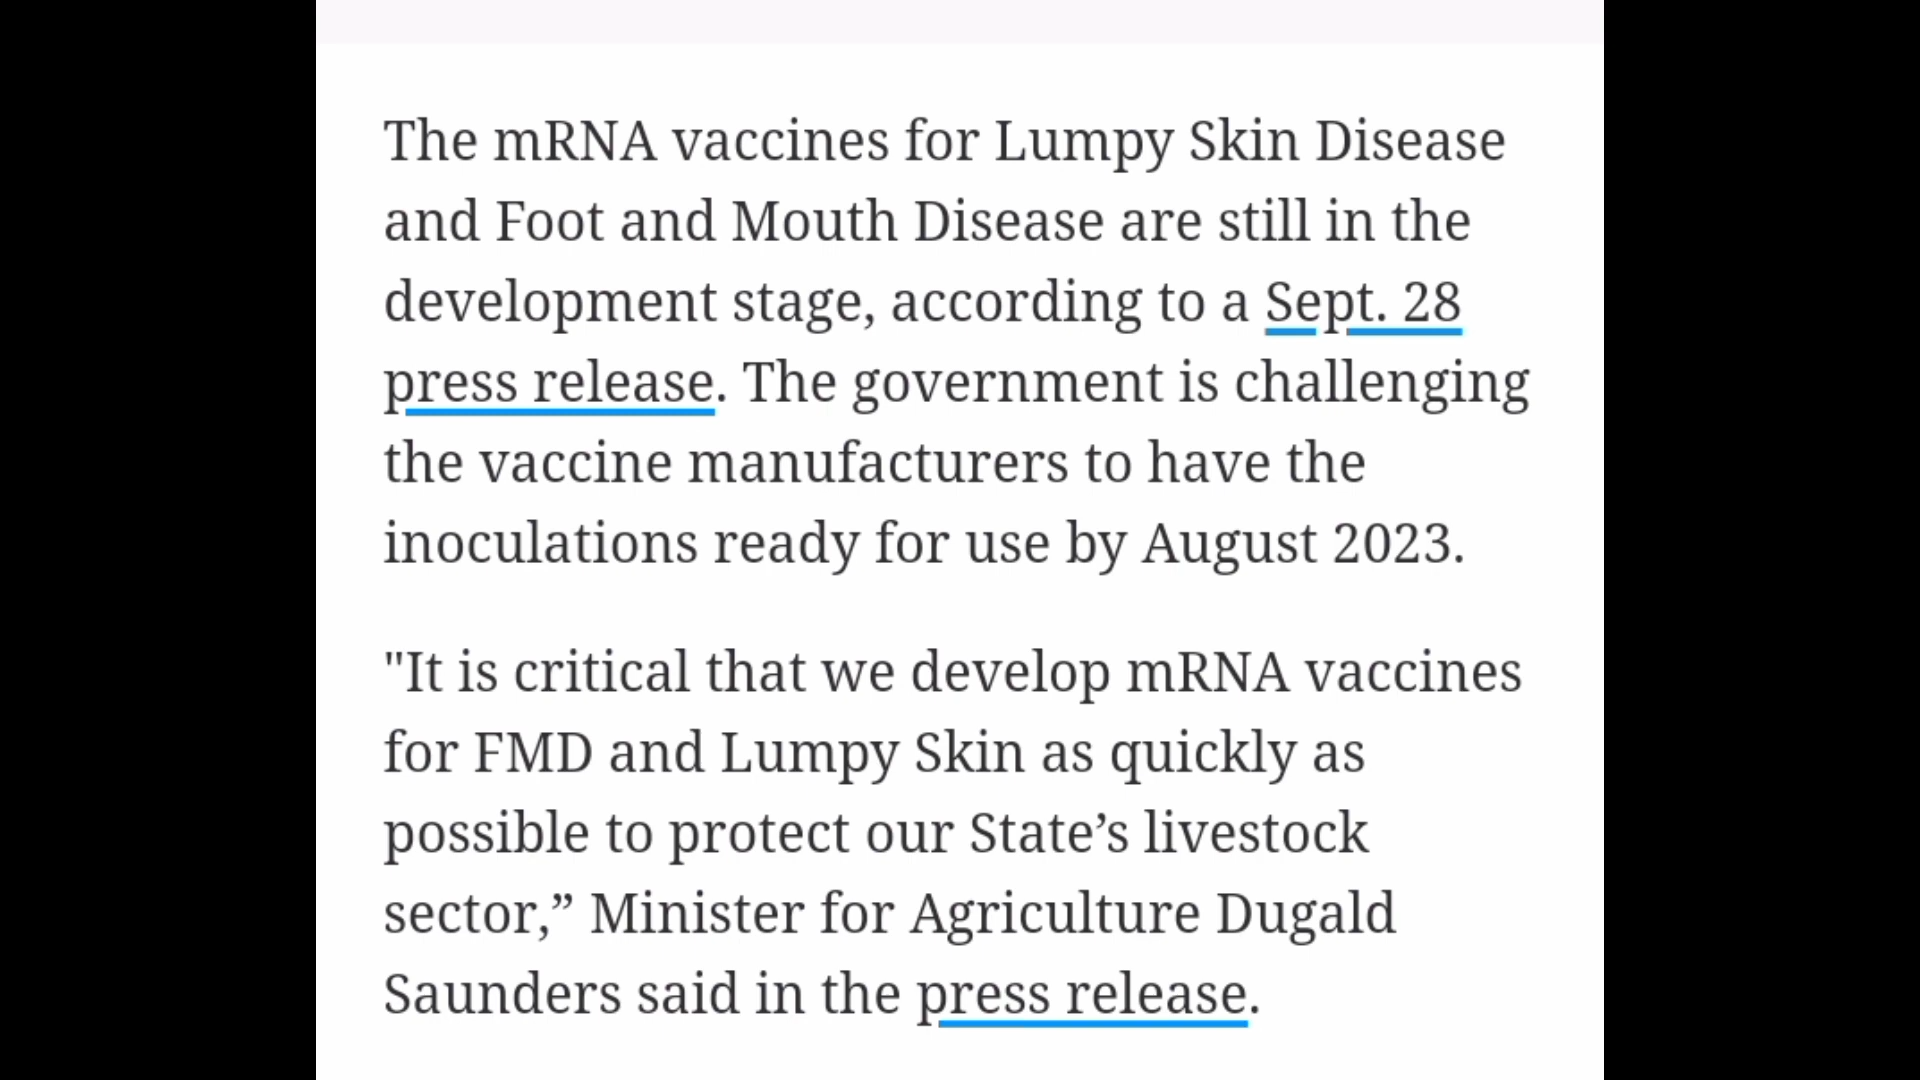 The mRNA vaccines for Lumpy Skin Disease
and Foot and Mouth Disease are still in the
development stage, according to a Sept. 28
press release. The government is challenging
the vaccine manufacturers to have the
inoculations ready for use by August 2023.
"It is critical that we develop mRNA vaccines
for FMD and Lumpy Skin as quickly as
possible to protect our State’s livestock
sector,” Minister for Agriculture Dugald
Saunders said in the press release.